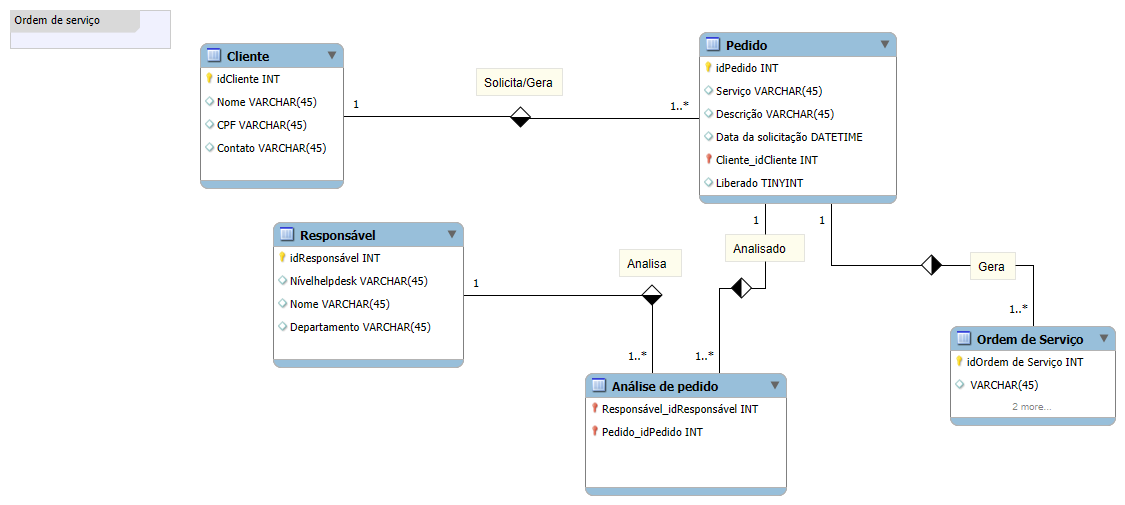 Ordem de serviço
Cliente
idCliente INT
Nome VARCHAR(45)
CPF VARCHAR(45)
Contato VARCHAR(45)
1
Solicita/Gera
1..*
Pedido
idPedido INT
Serviço VARCHAR(45)
Descrição VARCHAR(45)
Data da solicitação DATETIME
Cliente_idCliente INT
Liberado TINYINT
Responsável
idResponsável INT
Nívelhelpdesk VARCHAR(45)
Nome VARCHAR(45)
Departamento VARCHAR(45)
1
Analisa
1..*
1
Analisado
1..*
1
Gera
1..*
Análise de pedido
Responsável_idResponsável INT
Pedido_idPedido INT
Ordem de Serviço
idOrdem de Serviço INT
VARCHAR(45)
2 more...